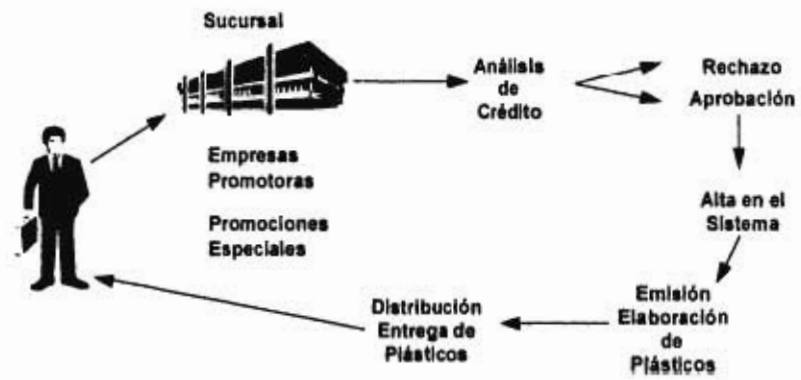 Sucursal
Empresas
Promotoras
Promociones
Especiales
Análisis
de
Crédito
Rechazo
Aprobación
Alta en el
Sistema
Emisión
Elaboración
de
Plásticos
Distribución
Entrega de
Plásticos